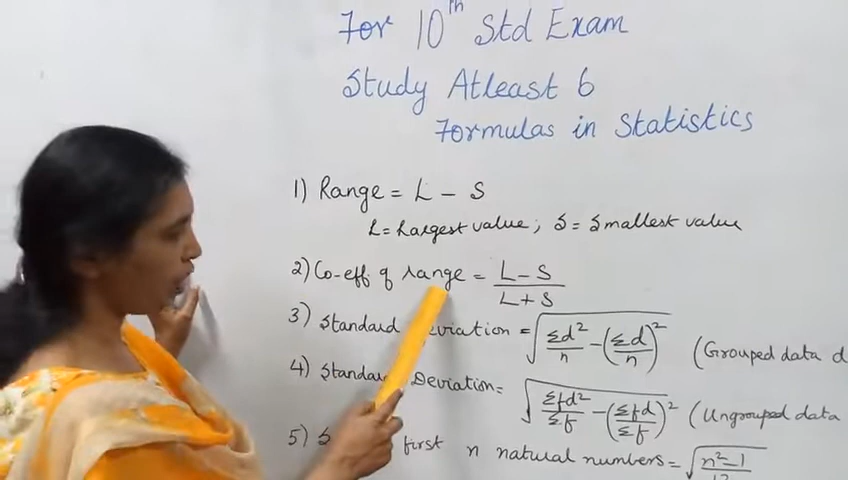 For 10th Std Exam
Study Atleast 6
Formulas in Statistics
1) Range = L - S
L = Largest value; S = Smallest value
2) Co-eff of range = L - S / L + S
3) Standard deviation = √(Σd²/n - (Σd/n)²) (Grouped data d
4) Standard Deviation = √(Σfd²/Σf - (Σfd/Σf)²) (Ungrouped data
5) S first n natural numbers = √(n²-1/12